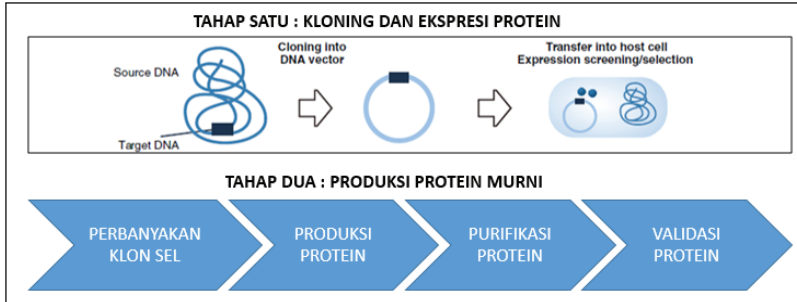 TAHAP SATU : KLONING DAN EKSPRESI PROTEIN
Source DNA
Target DNA
Cloning into
DNA vector
Transfer into host cell
Expression screening/selection
TAHAP DUA : PRODUKSI PROTEIN MURNI
PERBANYAKAN
KLON SEL
PRODUKSI
PROTEIN
PURIFIKASI
PROTEIN
VALIDASI
PROTEIN